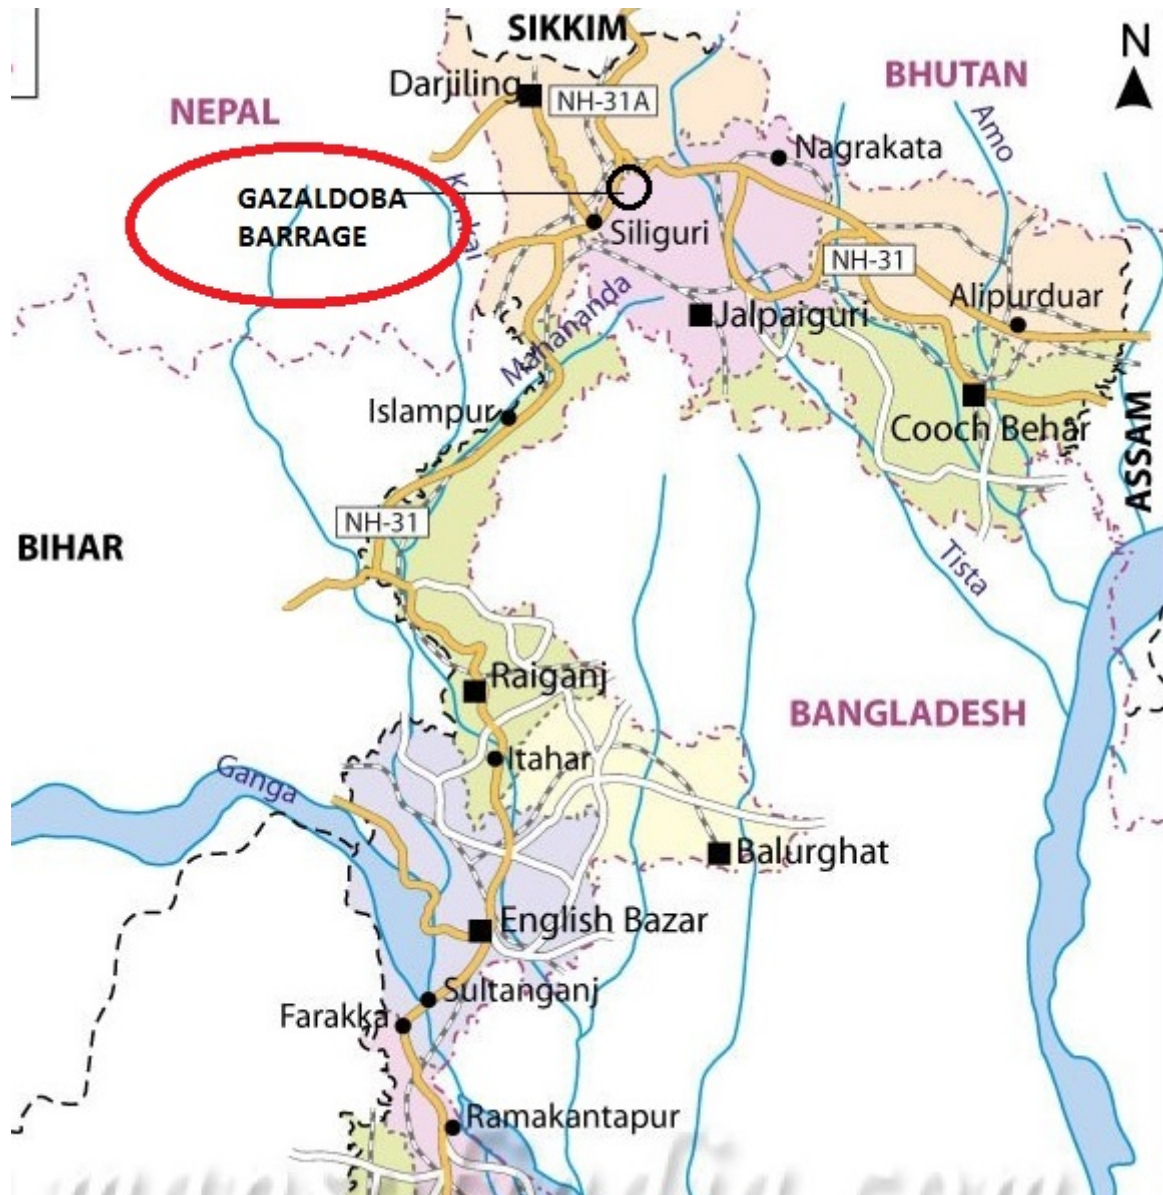 SIKKIM
Darjiling
NH-31A
BHUTAN
N
NEPAL
Amo
Nagrakata
GAZALDOBA
BARRAGE
Siliguri
NH-31
Mahananda
Alipurduar
Jalpaiguri
Islampur
Cooch Behar
ASSAM
NH-31
BIHAR
Tista
Raiganj
BANGLADESH
Itahar
Ganga
Balurghat
English Bazar
Sultanganj
Farakka
Ramakantapur